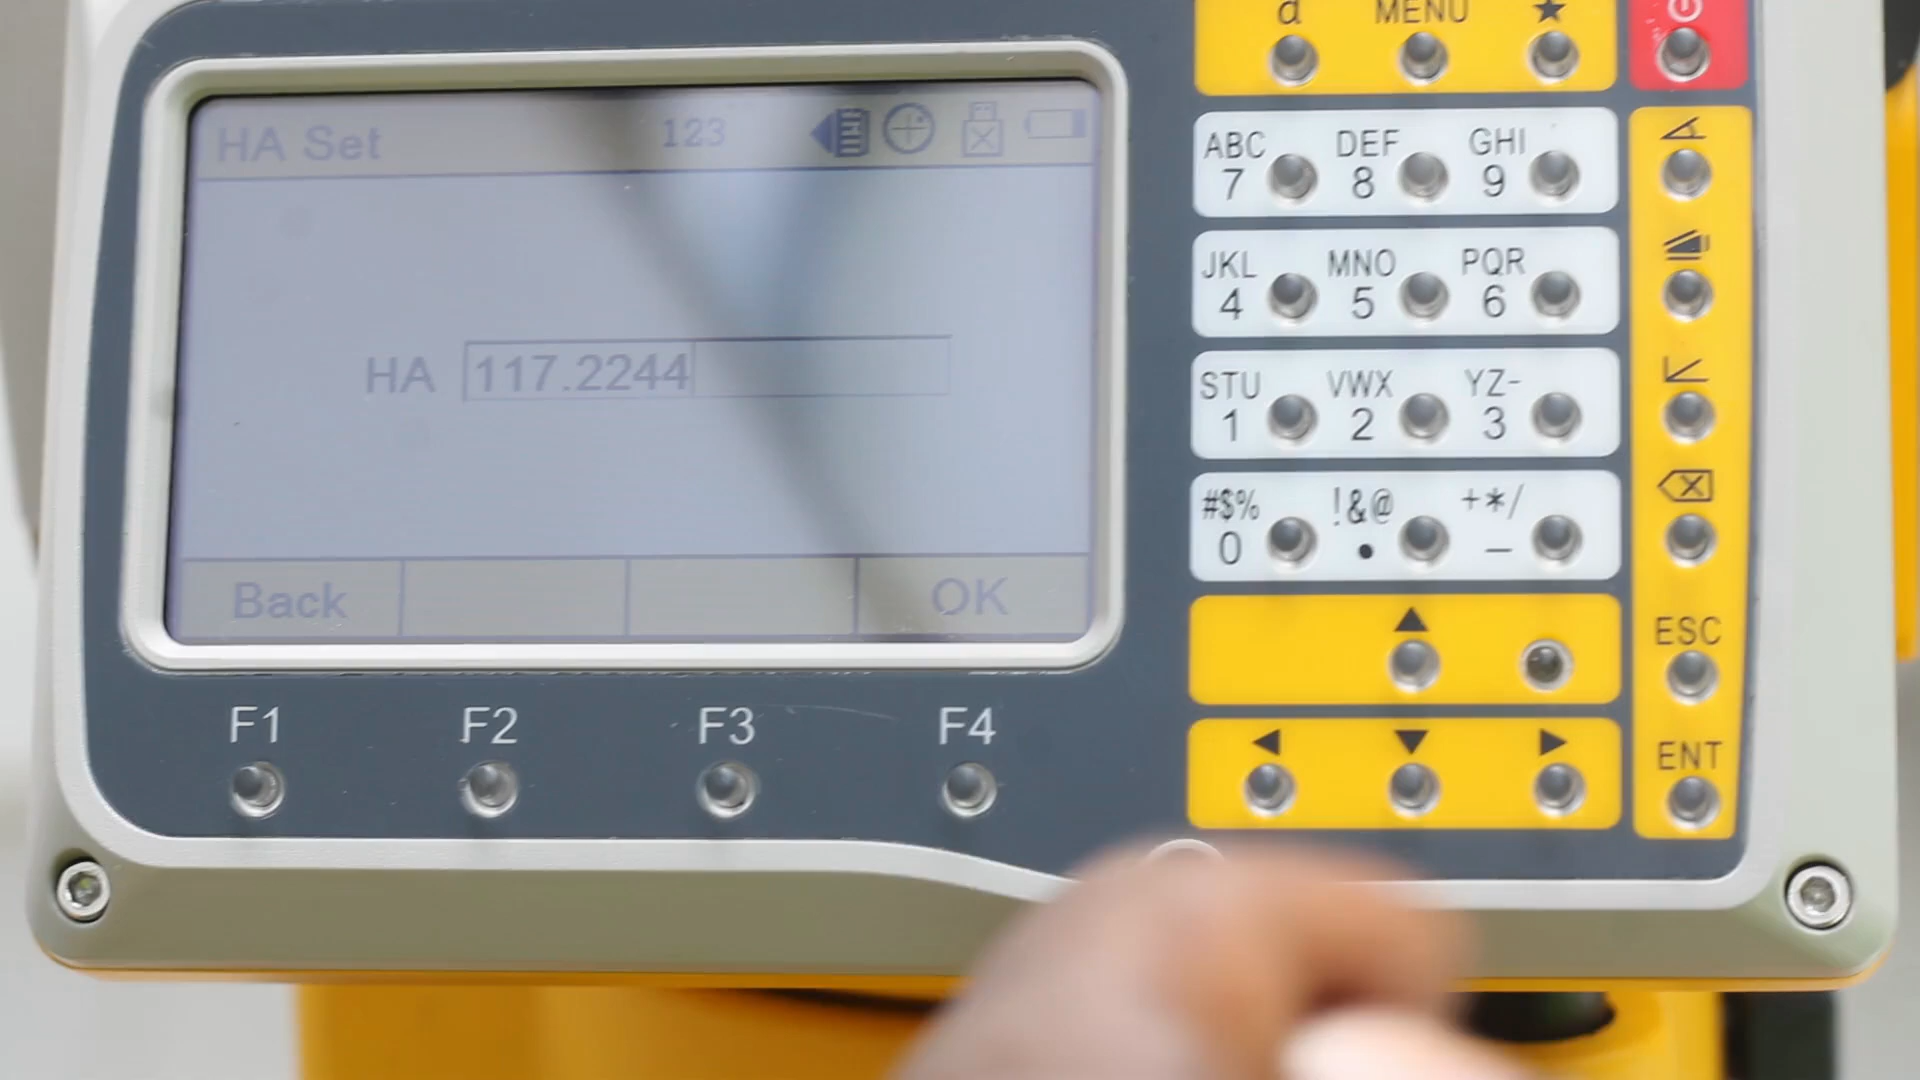 HA Set 123
HA 117.2244
Back OK
F1 F2 F3 F4
α MENU ★
ABC DEF GHI
7 8 9
JKL MNO PQR
4 5 6
STU VWX YZ-
1 2 3
#$% !&@ +*/
0 • −
▲
◀ ▼ ▶
ESC
ENT